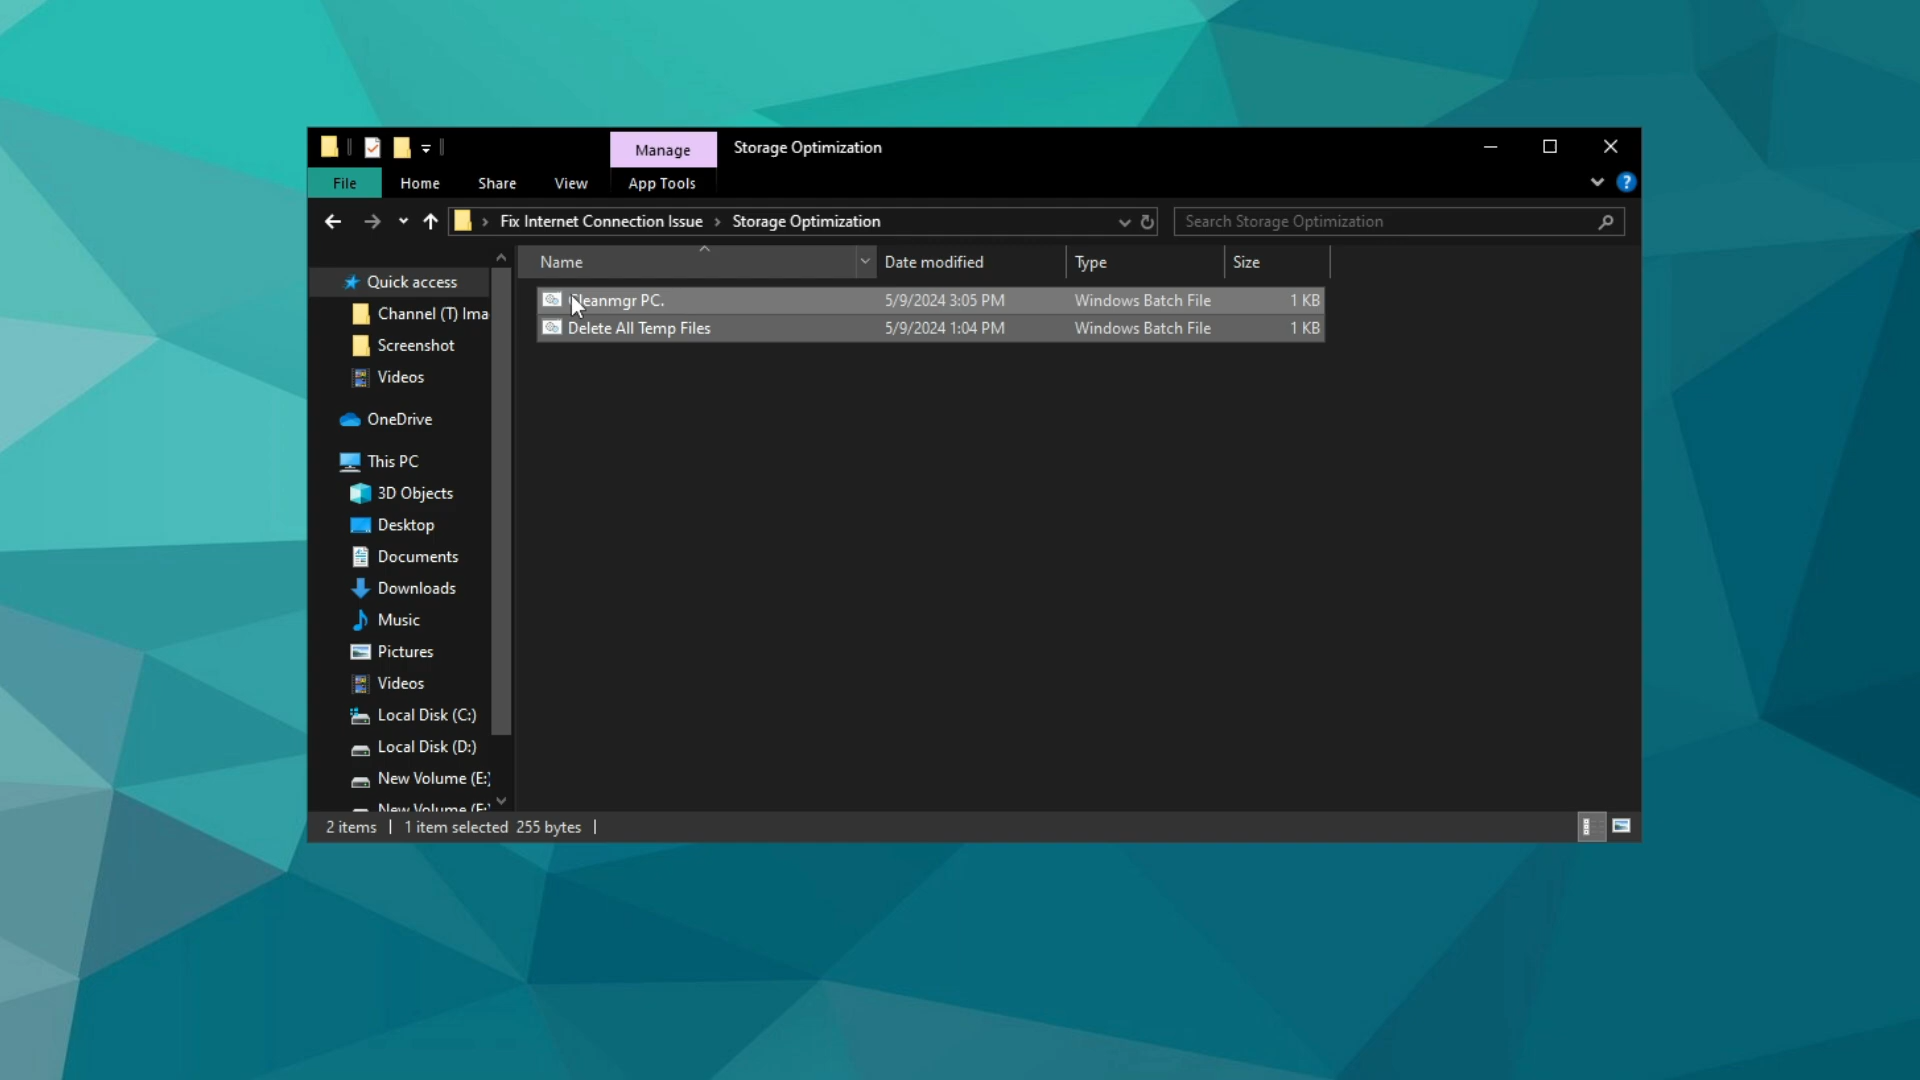 Manage
Storage Optimization
File
Home
Share
View
App Tools
Fix Internet Connection Issue › Storage Optimization
Search Storage Optimization
Name
Date modified
Type
Size
Quick access
Channel (T) Ima
Screenshot
Videos
OneDrive
This PC
3D Objects
Desktop
Documents
Downloads
Music
Pictures
Videos
Local Disk (C:)
Local Disk (D:)
New Volume (E:)
New Volume (F:)
Cleanmgr PC. 5/9/2024 3:05 PM Windows Batch File 1 KB
Delete All Temp Files 5/9/2024 1:04 PM Windows Batch File 1 KB
2 items
1 item selected 255 bytes